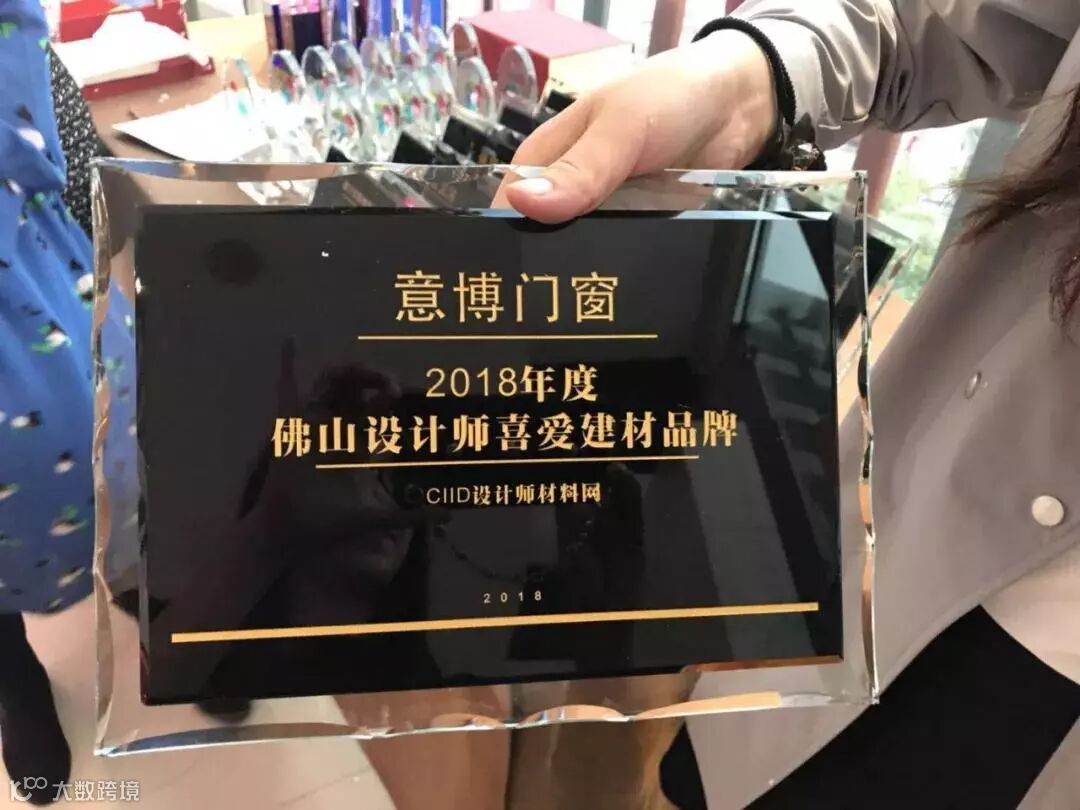 意博门窗
2018年度
佛山设计师喜爱建材品牌
CIID设计师材料网
2018
大数跨境